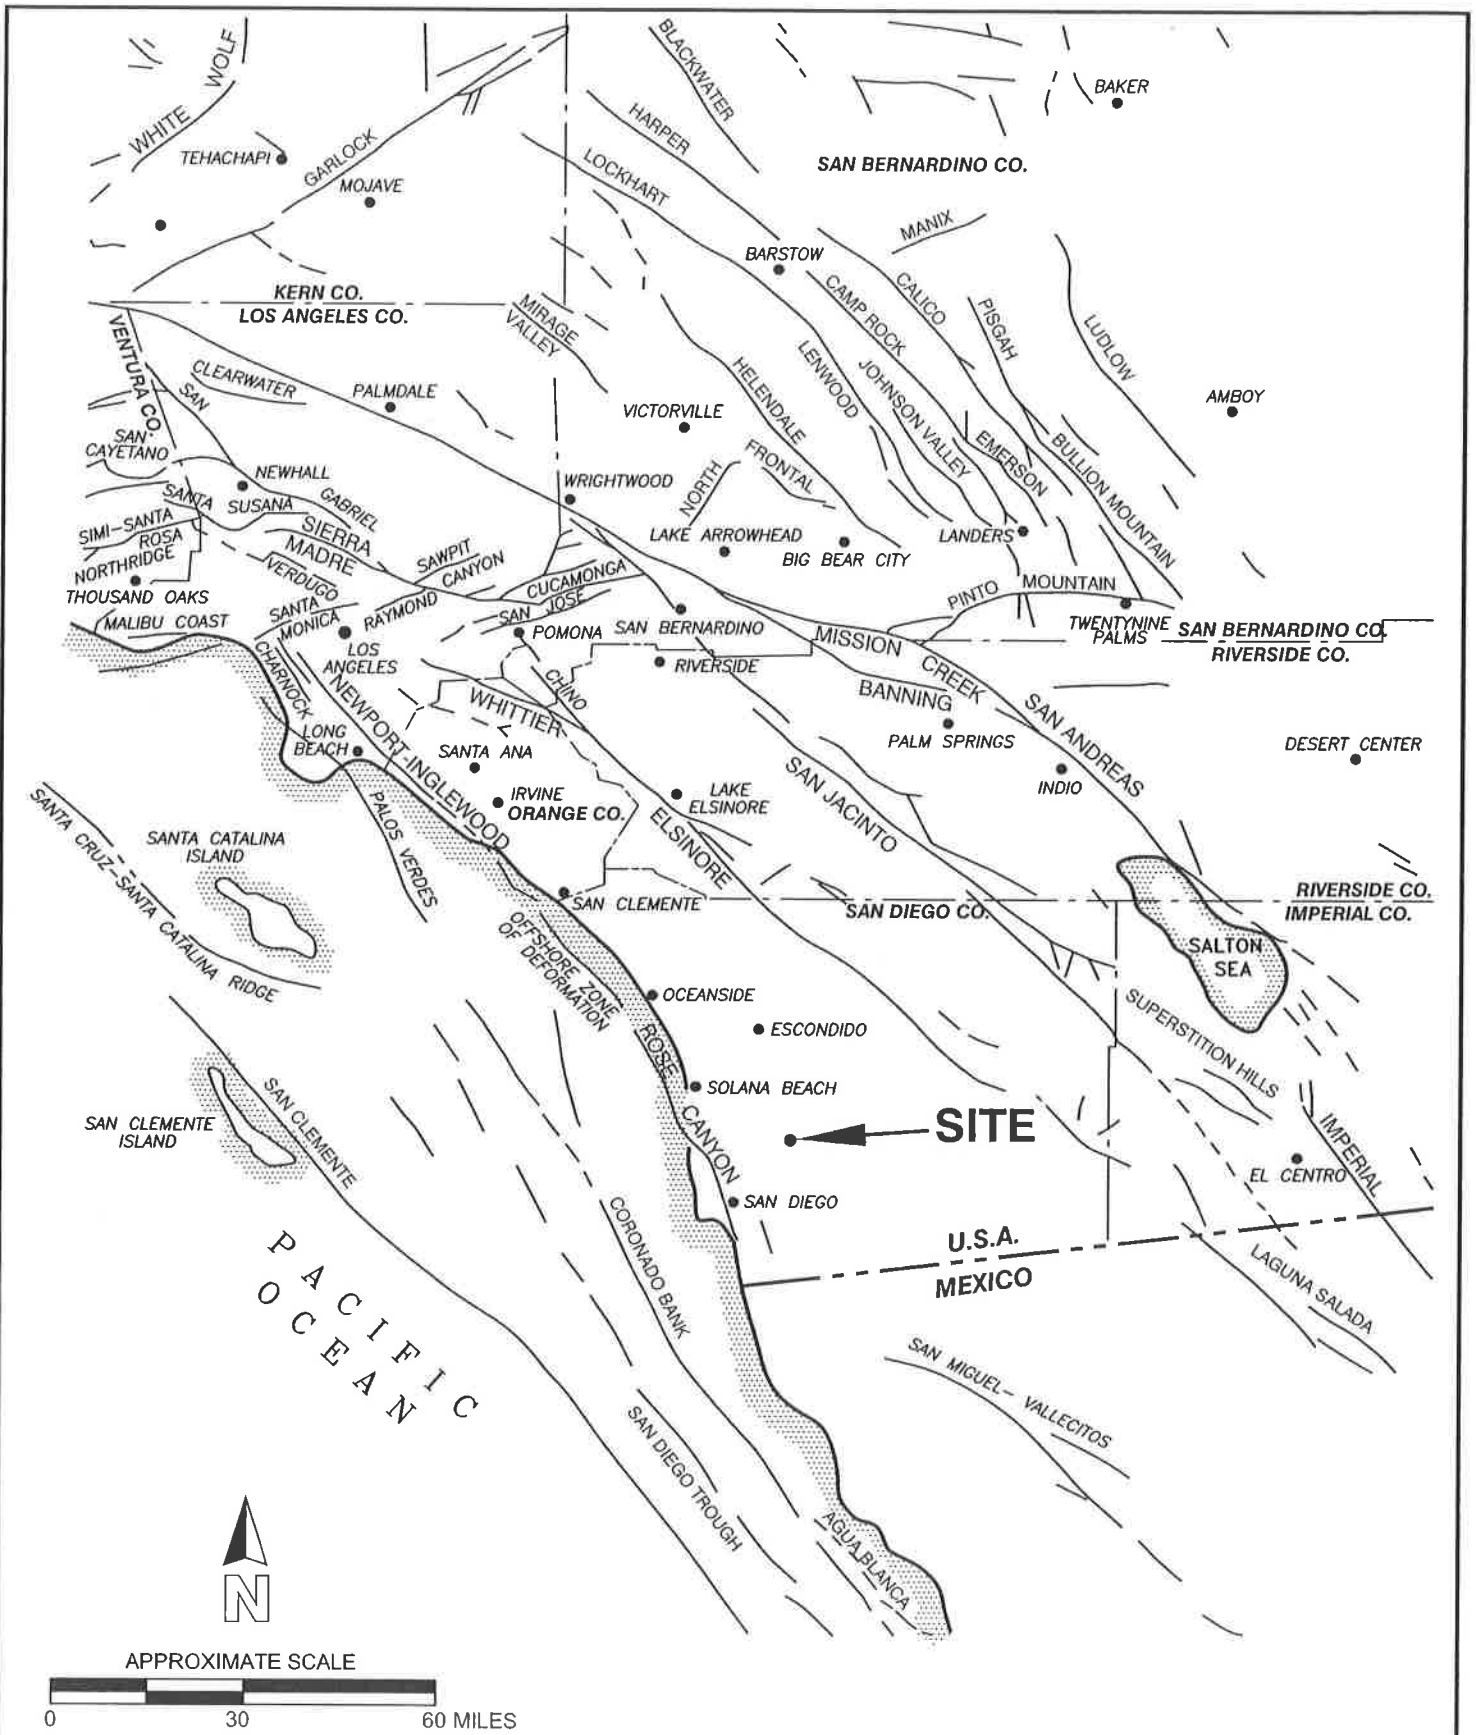 WHITE WOLF
BLACKWATER
BAKER
HARPER
TEHACHAPI
GARLOCK
LOCKHART
SAN BERNARDINO CO.
MOJAVE
MANIX
BARSTOW
KERN CO.
LOS ANGELES CO.
MIRAGE
VALLEY
CAMP ROCK
CALICO
PISGAH
LUDLOW
VENTURA CO.
CLEARWATER
SAN
PALMDALE
HELENDALE
LENWOOD
JOHNSON VALLEY
VICTORVILLE
AMBOY
SAN
CAYETANO
NEWHALL
WRIGHTWOOD
NORTH
FRONTAL
EMERSON
BULLION MOUNTAIN
SANTA SUSANA
GABRIEL
SIERRA
MADRE
SIMI-SANTA
ROSA
NORTHRIDGE
LAKE ARROWHEAD
BIG BEAR CITY
LANDERS
VERDUGO
SAWPIT
CANYON
CUCAMONGA
THOUSAND OAKS
MALIBU COAST
SANTA
MONICA
RAYMOND
SAN JOSE
POMONA
SAN BERNARDINO
PINTO MOUNTAIN
TWENTYNINE
PALMS
SAN BERNARDINO CO.
RIVERSIDE CO.
LOS
ANGELES
RIVERSIDE
MISSION CREEK
BANNING
CHARNOCK
CHINO
WHITTIER
NEWPORT-INGLEWOOD
LONG
BEACH
SANTA ANA
PALM SPRINGS
SAN ANDREAS
DESERT CENTER
INDIO
IRVINE
ORANGE CO.
LAKE
ELSINORE
ELSINORE
SAN JACINTO
SANTA CRUZ-SANTA CATALINA RIDGE
SANTA CATALINA
ISLAND
PALOS VERDES
SAN CLEMENTE
SAN DIEGO CO.
RIVERSIDE CO.
IMPERIAL CO.
OFFSHORE ZONE
OF DEFORMATION
SALTON
SEA
OCEANSIDE
ESCONDIDO
SUPERSTITION HILLS
ROSE CANYON
SOLANA BEACH
SAN CLEMENTE
ISLAND
SAN CLEMENTE
SITE
IMPERIAL
EL CENTRO
SAN DIEGO
CORONADO BANK
U.S.A.
MEXICO
LAGUNA SALADA
PACIFIC
OCEAN
SAN MIGUEL- VALLECITOS
SAN DIEGO TROUGH
AGUA BLANCA
N
APPROXIMATE SCALE
0 30 60 MILES